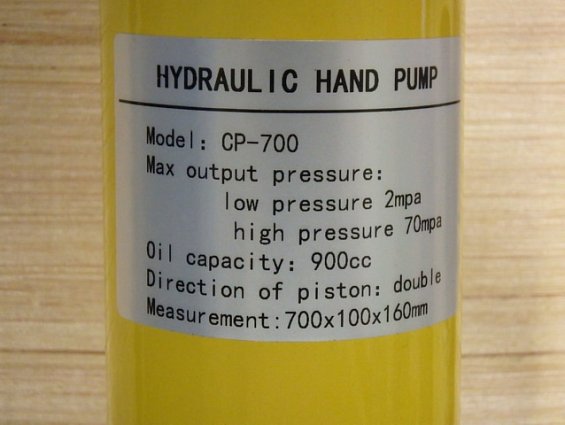 HYDRAULIC HAND PUMP
Model: CP-700
Max output pressure:
low pressure 2mpa
high pressure 70mpa
Oil capacity: 900cc
Direction of piston: double
Measurement:700x100x160mm